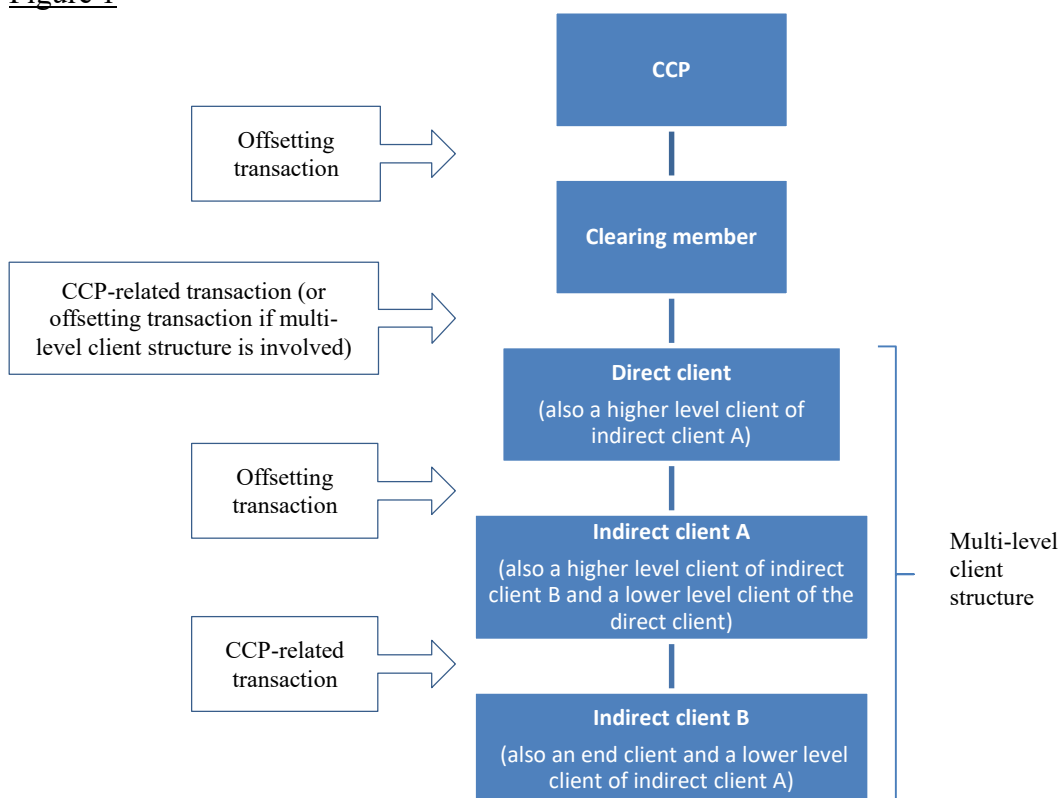 Figure 1
CCP
Offsetting
transaction
Clearing member
CCP-related transaction (or
offsetting transaction if multi-
level client structure is involved)
Direct client
(also a higher level client of
indirect client A)
Offsetting
transaction
Indirect client A
(also a higher level client of indirect
client B and a lower level client of the
direct client)
Multi-level
client
structure
CCP-related
transaction
Indirect client B
(also an end client and a lower level
client of indirect client A)